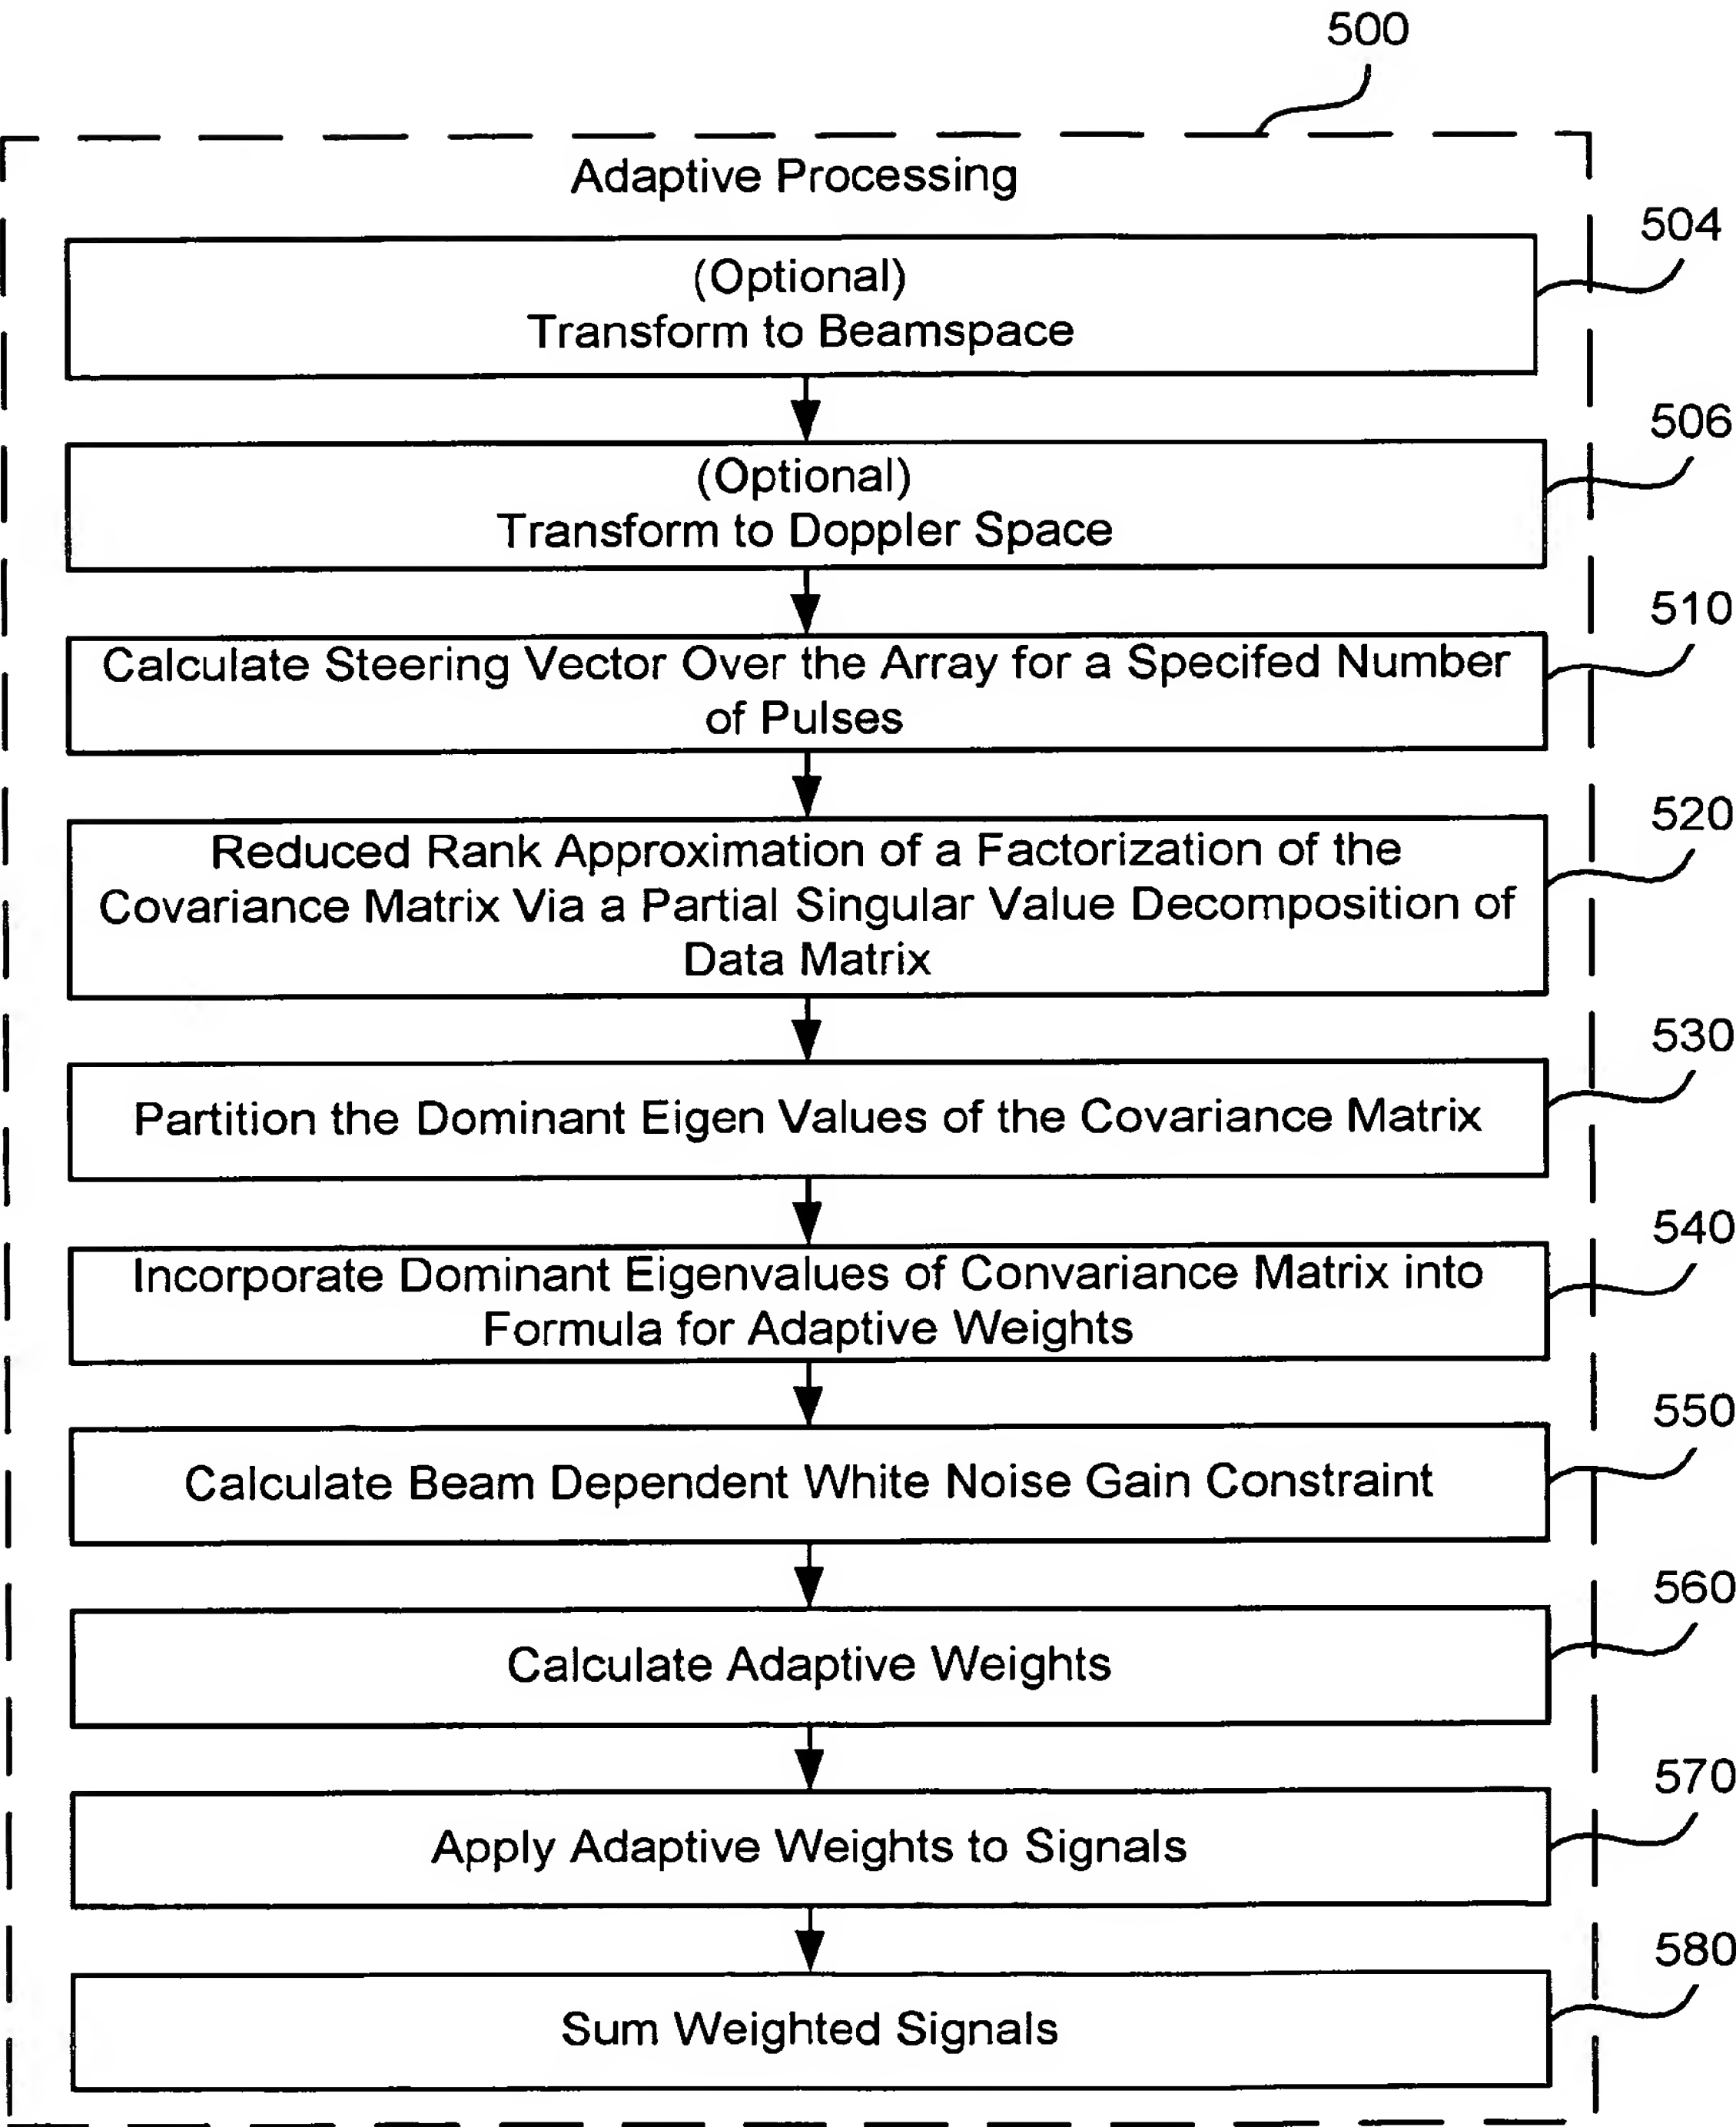 500
Adaptive Processing
504
(Optional)
Transform to Beamspace
506
(Optional)
Transform to Doppler Space
510
Calculate Steering Vector Over the Array for a Specifed Number
of Pulses
520
Reduced Rank Approximation of a Factorization of the
Covariance Matrix Via a Partial Singular Value Decomposition of
Data Matrix
530
Partition the Dominant Eigen Values of the Covariance Matrix
540
Incorporate Dominant Eigenvalues of Convariance Matrix into
Formula for Adaptive Weights
550
Calculate Beam Dependent White Noise Gain Constraint
560
Calculate Adaptive Weights
570
Apply Adaptive Weights to Signals
580
Sum Weighted Signals